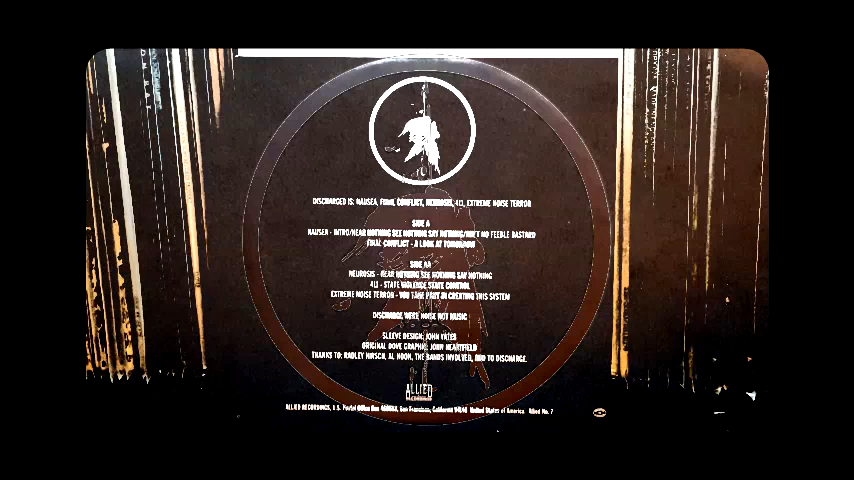 DISCHARGED IS: NAUSEA, FINAL CONFLICT, NEUROSIS, 411, EXTREME NOISE TERROR
SIDE A
NAUSEA - INTRO/HEAR NOTHING SEE NOTHING SAY NOTHING/AIN'T NO FEEBLE BASTARD
FINAL CONFLICT - A LOOK AT TOMORROW
SIDE AA
NEUROSIS - HEAR NOTHING SEE NOTHING SAY NOTHING
411 - STATE VIOLENCE STATE CONTROL
EXTREME NOISE TERROR - YOU TAKE PART IN CREATING THIS SYSTEM
DISCHARGE WERE NOISE NOT MUSIC
SLEEVE DESIGN: JOHN YATES
ORIGINAL DOVE GRAPHIC: JOHN HEARTFIELD
THANKS TO: RADLEY HIRSCH, AL NOON, THE BANDS INVOLVED, AND TO DISCHARGE.
ALLIED
RECORDINGS
ALLIED RECORDINGS, U.S. Postal Office Box San Francisco, California United States of America. Allied No. 7